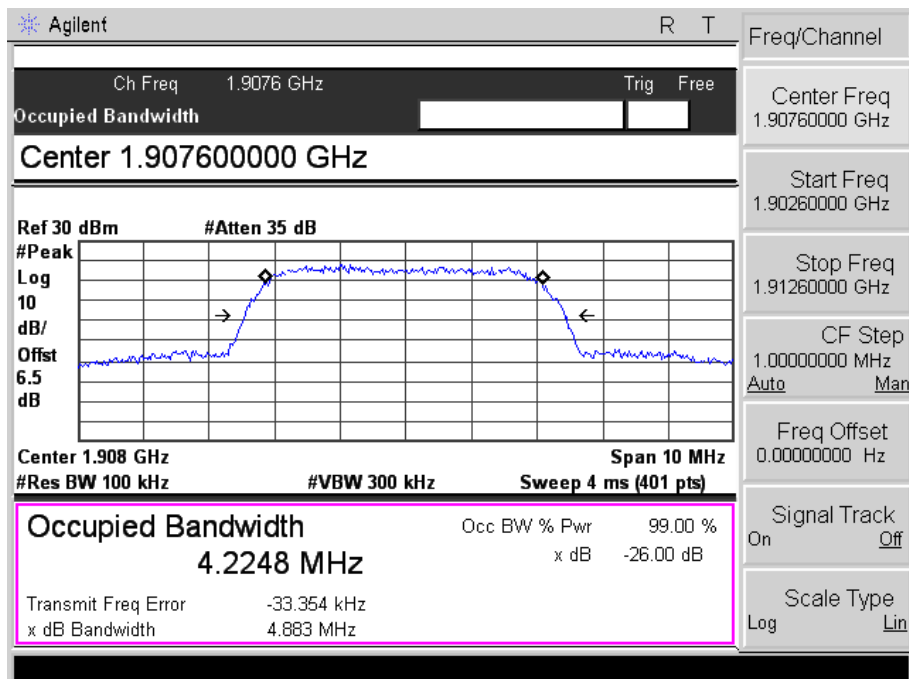 Agilent R T
Freq/Channel
Ch Freq 1.9076 GHz Trig Free
Occupied Bandwidth
Center 1.907600000 GHz
Center Freq
1.90760000 GHz
Start Freq
1.90260000 GHz
Stop Freq
1.91260000 GHz
CF Step
1.00000000 MHz
Auto Man
Freq Offset
0.00000000 Hz
Signal Track
On Off
Scale Type
Log Lin
Ref 30 dBm #Atten 35 dB
#Peak
Log
10
dB/
Offst
6.5
dB
Center 1.908 GHz Span 10 MHz
#Res BW 100 kHz #VBW 300 kHz Sweep 4 ms (401 pts)
Occupied Bandwidth Occ BW % Pwr 99.00 %
4.2248 MHz x dB -26.00 dB
Transmit Freq Error -33.354 kHz
x dB Bandwidth 4.883 MHz